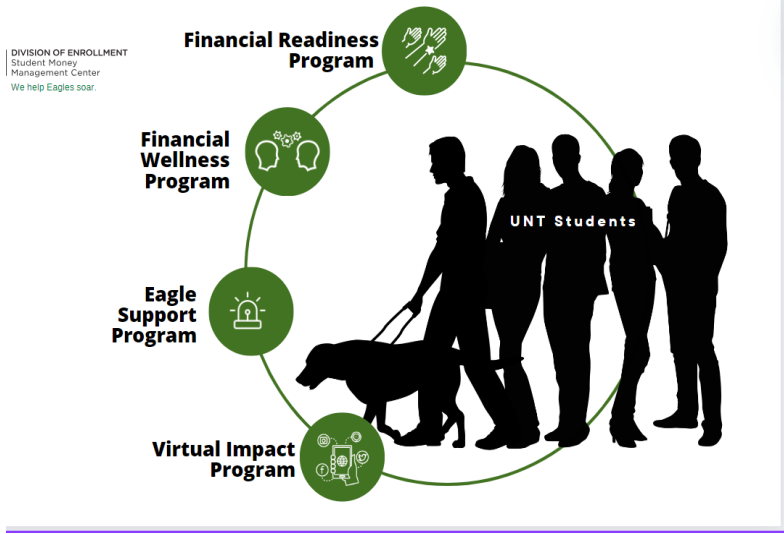 DIVISION OF ENROLLMENT
Student Money
Management Center
We help Eagles soar.
Financial Readiness
Program
Financial
Wellness
Program
UNT Students
Eagle
Support
Program
Virtual Impact
Program